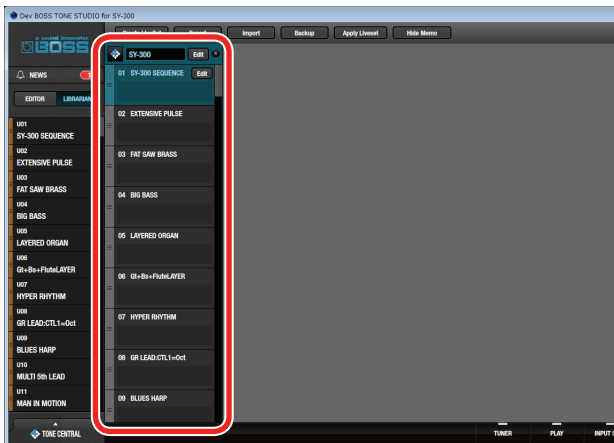 Dev BOSS TONE STUDIO for SY-300
a sound innovator
BOSS
Import
Backup
Apply Liveset
Hide Memo
NEWS
EDITOR
LIBRARIAN
U01
SY-300 SEQUENCE
U02
EXTENSIVE PULSE
U03
FAT SAW BRASS
U04
BIG BASS
U05
LAYERED ORGAN
U06
Gt+Bs+FluteLAYER
U07
HYPER RHYTHM
U08
GR LEAD:CTL1=Oct
U09
BLUES HARP
U10
MULTI 5th LEAD
U11
MAN IN MOTION
TONE CENTRAL
SY-300
Edit
01 SY-300 SEQUENCE
Edit
02 EXTENSIVE PULSE
03 FAT SAW BRASS
04 BIG BASS
05 LAYERED ORGAN
06 Gt+Bs+FluteLAYER
07 HYPER RHYTHM
08 GR LEAD:CTL1=Oct
09 BLUES HARP
TUNER
PLAY